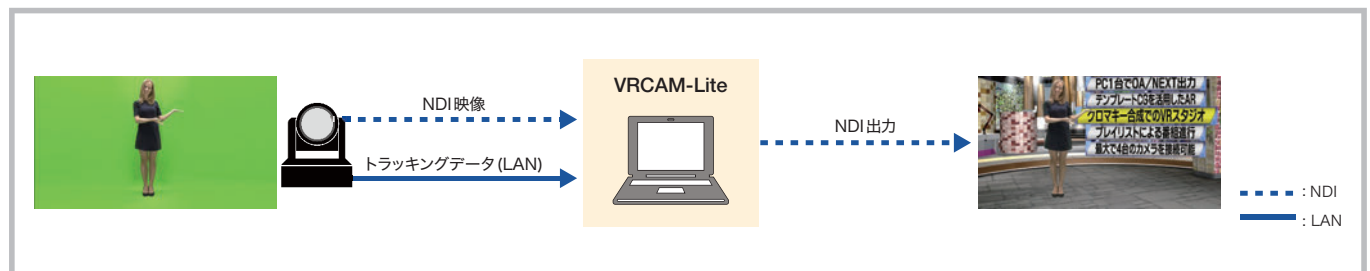 VRCAM-Lite
NDI映像
トラッキングデータ(LAN)
NDI出力
PC1台でOA/NEXT出力
テンプレートCGを活用したAR
クロマキー合成でのVRスタジオ
プレイリストによる番組進行
最大で4台のカメラを接続可能
: NDI
: LAN